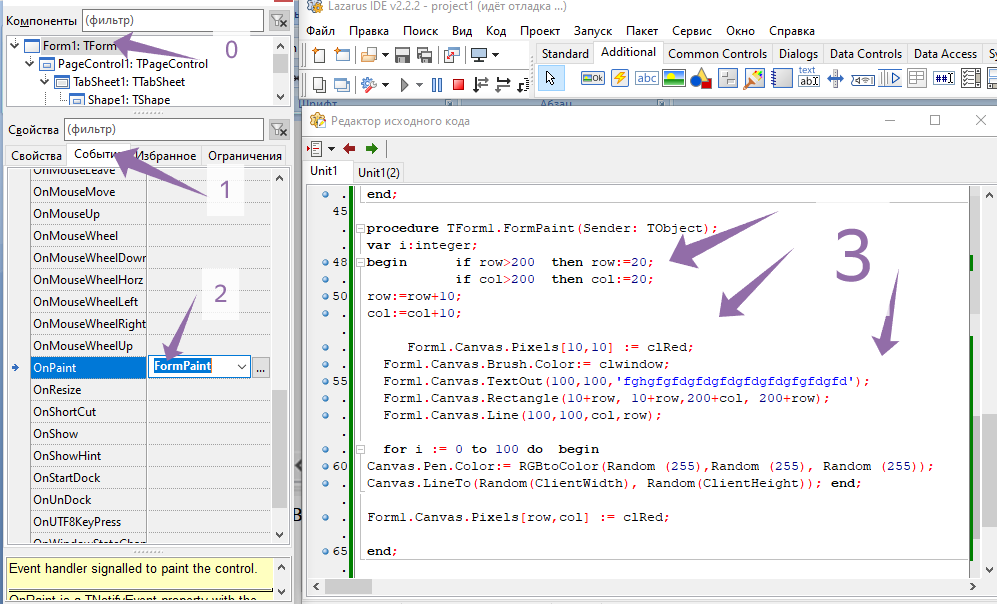 Компоненты (фильтр)
Form1: TForm
PageControl1: TPageControl
TabSheet1: TTabSheet
Shape1: TShape
0
Свойства (фильтр)
Свойства Избранное Ограничения
1
OnMouseLeave
OnMouseMove
OnMouseUp
OnMouseWheel
OnMouseWheelDown
OnMouseWheelHorz
OnMouseWheelLeft
OnMouseWheelRight
OnMouseWheelUp
2
OnPaint FormPaint ...
OnResize
OnShortCut
OnShow
OnShowHint
OnStartDock
OnUnDock
OnUTF8KeyPress
Event handler signalled to paint the control.
OnPaint is a TNotifyEvent property with the
Lazarus IDE v2.2.2 - project1 (идёт отладка ...)
Файл Правка Поиск Вид Код Проект Запуск Пакет Сервис Окно Справка
Standard Additional Common Controls Dialogs Data Controls Data Access
Ok abc text abI ##I
Шрифт Абзац
Редактор исходного кода
Unit1 Unit1(2)
end;
45
procedure TForm1.FormPaint(Sender: TObject);
var i:integer;
48 begin if row>200 then row:=20;
if col>200 then col:=20;
50 row:=row+10;
col:=col+10;
Form1.Canvas.Pixels[10,10] := clRed;
Form1.Canvas.Brush.Color:= clwindow;
55 Form1.Canvas.TextOut(100,100,'fghgfgfdgfdgfdgfdgfdgfgfdgfd');
Form1.Canvas.Rectangle(10+row, 10+row,200+col, 200+row);
Form1.Canvas.Line(100,100,col,row);
for i := 0 to 100 do begin
60 Canvas.Pen.Color:= RGBtoColor(Random (255),Random (255), Random (255));
Canvas.LineTo(Random(ClientWidth), Random(ClientHeight)); end;
Form1.Canvas.Pixels[row,col] := clRed;
65 end;
3